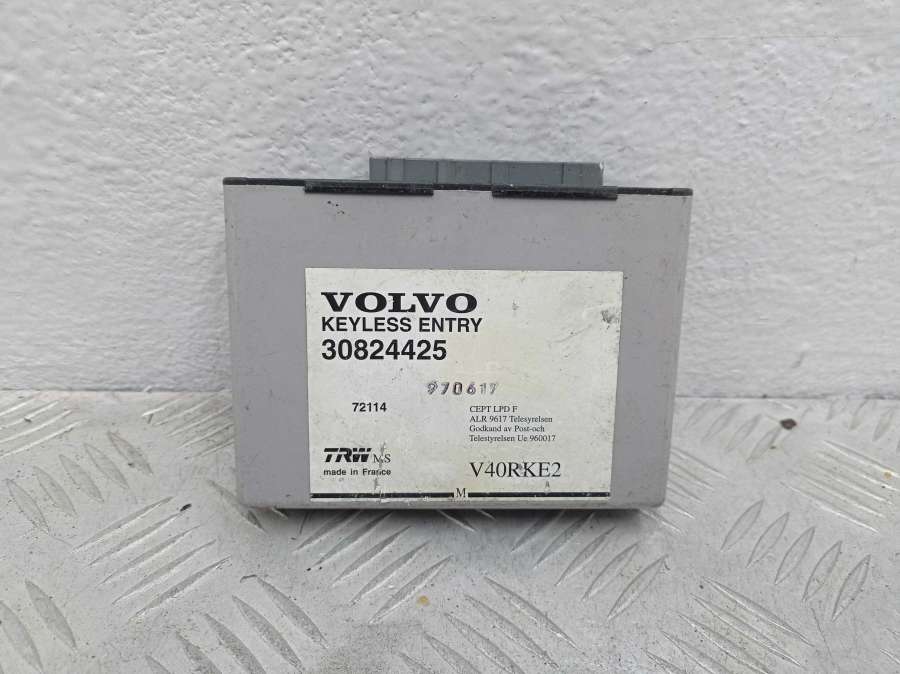 VOLVO
KEYLESS ENTRY
30824425
970617
72114
CEPT LPD F
ALR 9617 Telesyrelsen
Godkand av Post-och
Telestyrelsen Ue 960017
TRW M.S
made in France
V40RKE2
M